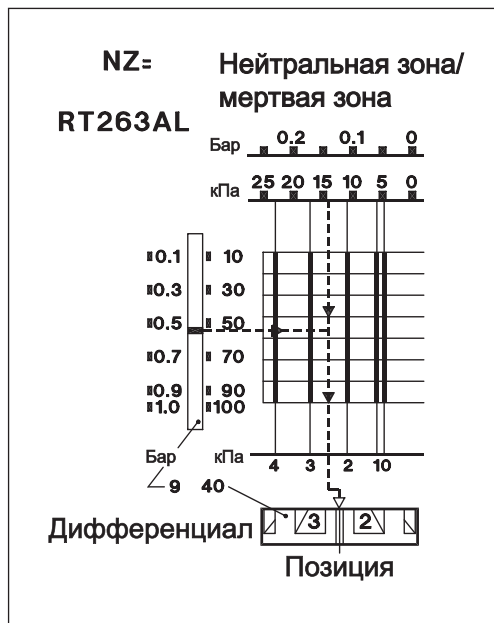 NZ=
Нейтральная зона/
мертвая зона
RT263AL
Бар 0.2 0.1 0
кПа 25 20 15 10 5 0
0.1 10
0.3 30
0.5 50
0.7 70
0.9 90
1.0 100
Бар кПа 4 3 2 10
9 40
Дифференциал 3 2
Позиция